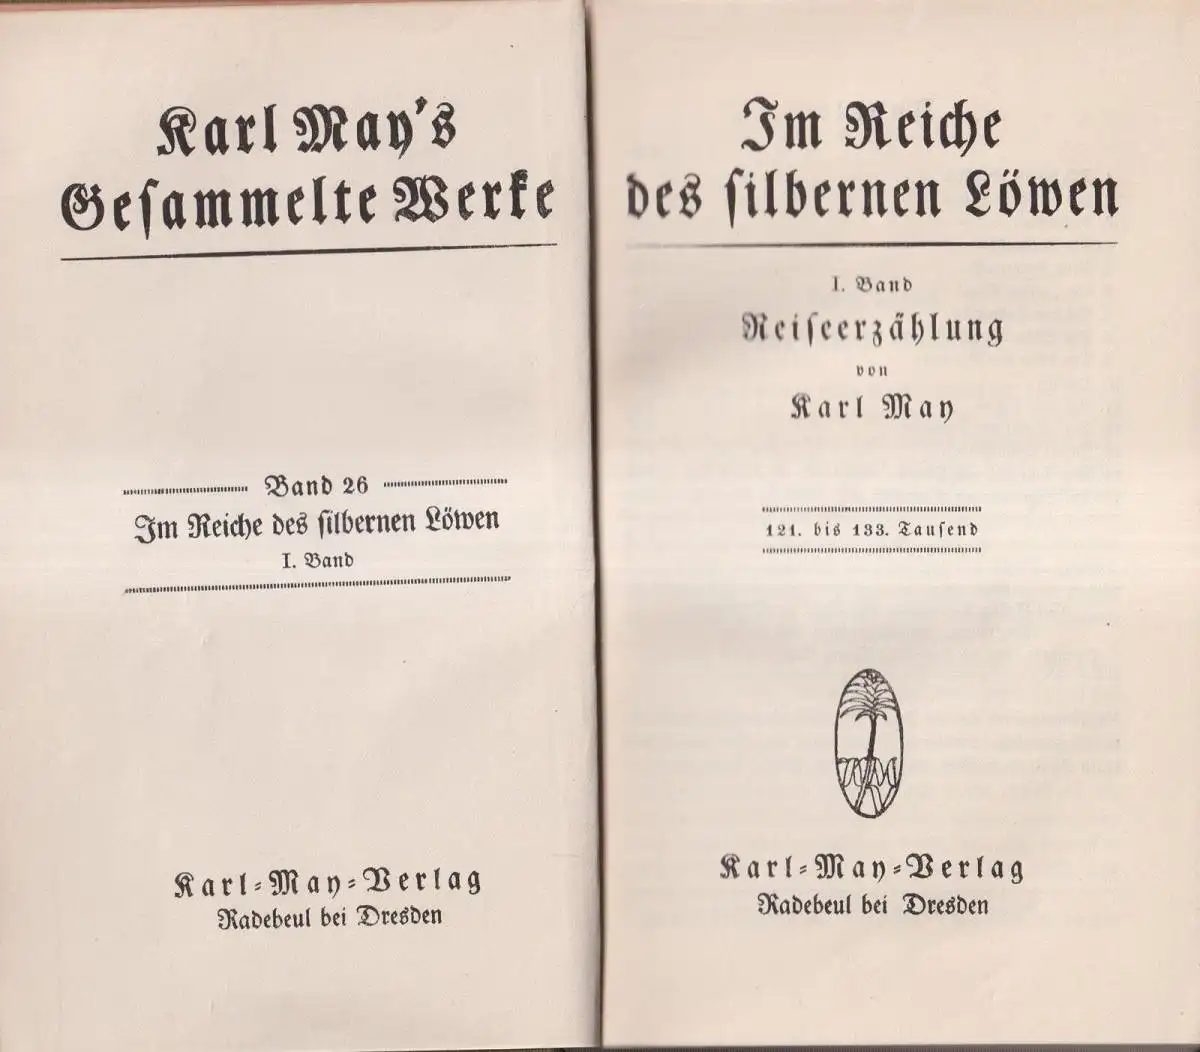 Karl May's
Gesammelte Werke
Band 26
Im Reiche des silbernen Löwen
I. Band
Karl-May-Verlag
Radebeul bei Dresden
Im Reiche
des silbernen Löwen
I. Band
Reiseerzählung
von
Karl May
121. bis 133. Tausend
Karl-May-Verlag
Radebeul bei Dresden